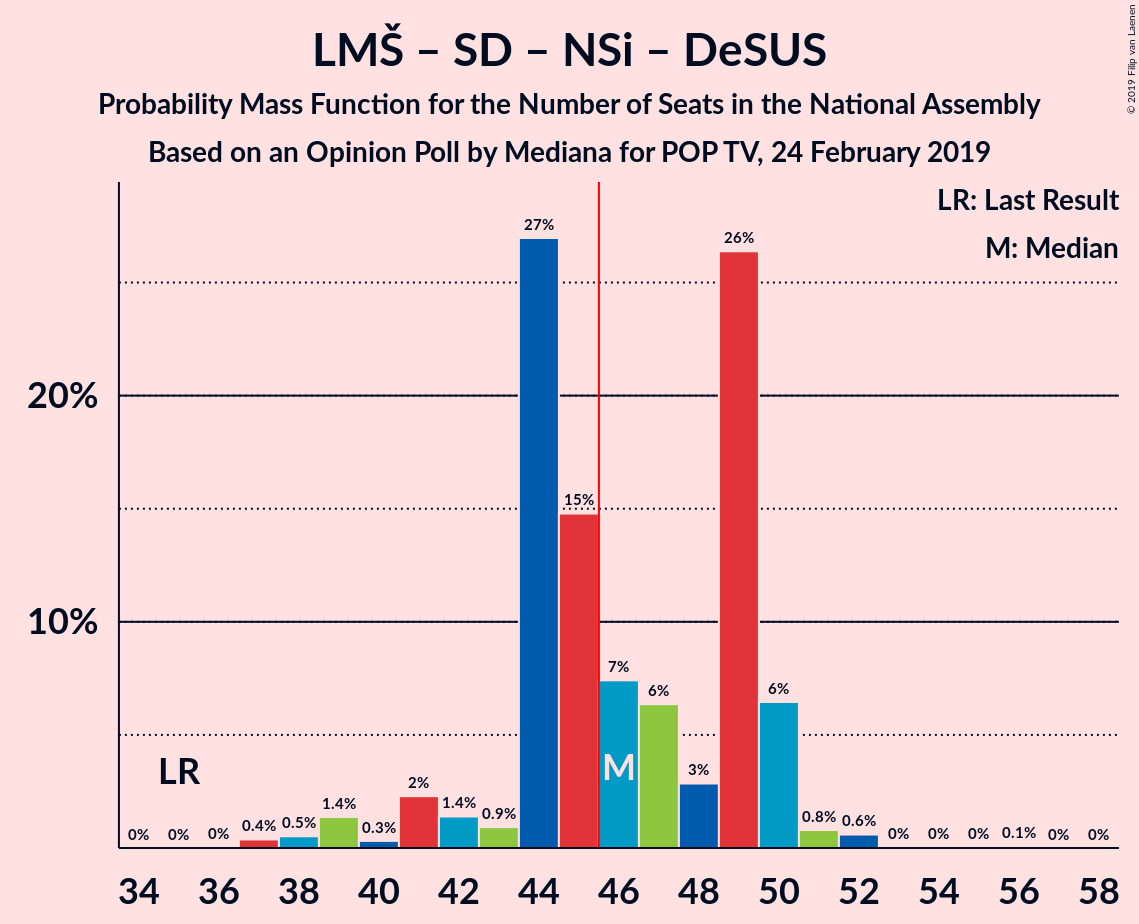 LMŠ – SD – NSi – DeSUS
Probability Mass Function for the Number of Seats in the National Assembly
Based on an Opinion Poll by Mediana for POP TV, 24 February 2019
© 2019 Filip van Laenen
LR: Last Result
M: Median
27%
26%
20%
15%
10%
7%
6%
6%
3%
LR
M
0% 0% 0% 0.4% 0.5% 1.4% 0.3% 2% 1.4% 0.9% 0.8% 0.6% 0% 0% 0% 0.1% 0% 0%
34 36 38 40 42 44 46 48 50 52 54 56 58